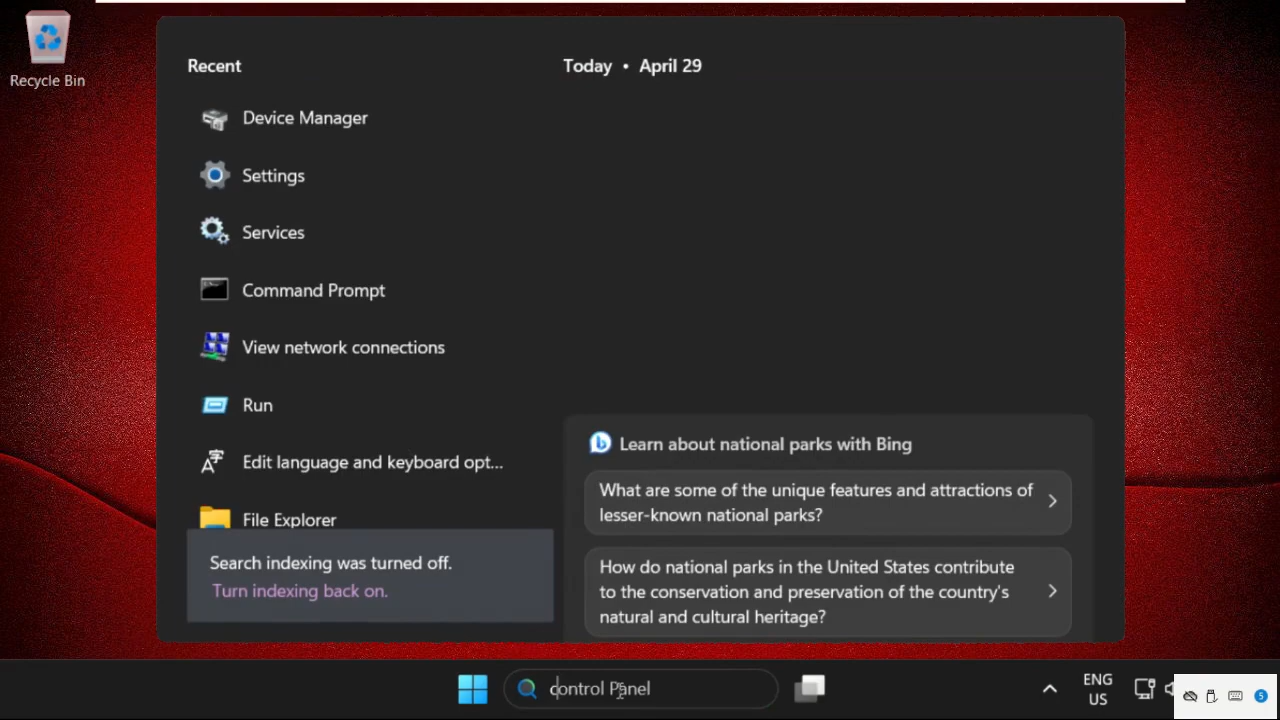 Recycle Bin
Recent
Today • April 29
Device Manager
Settings
Services
Command Prompt
View network connections
Run
Edit language and keyboard opt...
File Explorer
Search indexing was turned off.
Turn indexing back on.
Learn about national parks with Bing
What are some of the unique features and attractions of
lesser-known national parks?
How do national parks in the United States contribute
to the conservation and preservation of the country's
natural and cultural heritage?
control Panel
ENG
US
5